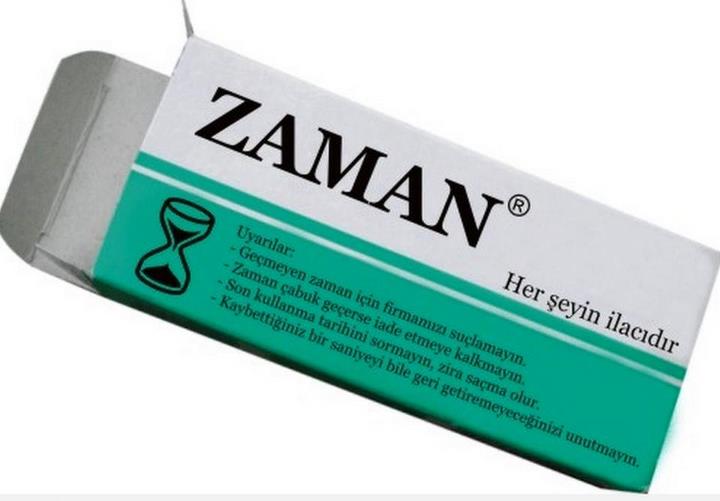 ZAMAN®
Her şeyin ilacıdır
Uyarılar:
- Geçmeyen zaman için firmanızı suçlamayın.
- Zaman çabuk geçerse iade etmeye kalkmayın.
- Son kullanma tarihini sormayın, zira saçma olur.
- Kaybettiğiniz bir saniyeyi bile geri getiremeyeceğinizi unutmayın.